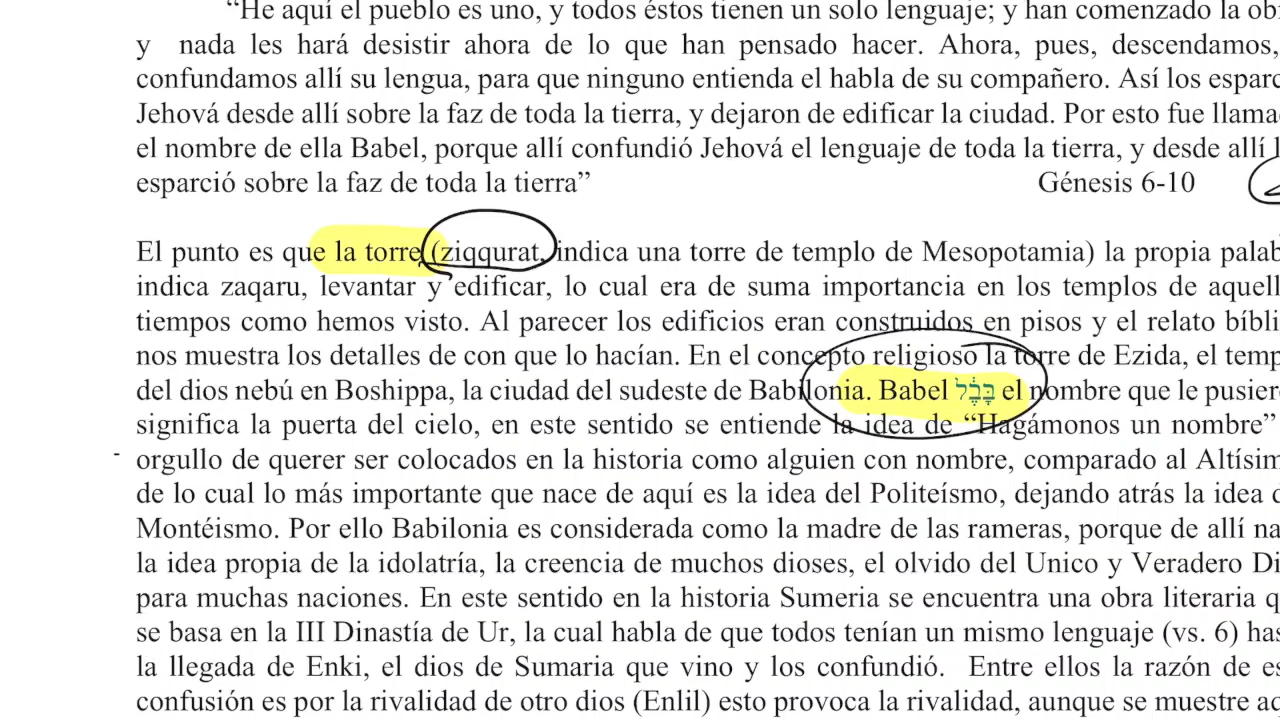 “He aquí el pueblo es uno, y todos éstos tienen un solo lenguaje; y han comenzado la
y nada les hará desistir ahora de lo que han pensado hacer. Ahora, pues, descendamos,
confundamos allí su lengua, para que ninguno entienda el habla de su compañero. Así los
Jehová desde allí sobre la faz de toda la tierra, y dejaron de edificar la ciudad. Por esto fue
el nombre de ella Babel, porque allí confundió Jehová el lenguaje de toda la tierra, y desde allí
esparció sobre la faz de toda la tierra” Génesis 6-10
El punto es que la torre (ziqqurat, indica una torre de templo de Mesopotamia) la propia
indica zaqaru, levantar y edificar, lo cual era de suma importancia en los templos de
tiempos como hemos visto. Al parecer los edificios eran construidos en pisos y el relato
nos muestra los detalles de con que lo hacían. En el concepto religioso la torre de Ezida, el
del dios nebú en Boshippa, la ciudad del sudeste de Babilonia. Babel בָּבֶ֔ל el nombre que le
significa la puerta del cielo, en este sentido se entiende la idea de “Hagámonos un nombre”
orgullo de querer ser colocados en la historia como alguien con nombre, comparado al
de lo cual lo más importante que nace de aquí es la idea del Politeísmo, dejando atrás la idea
Montéismo. Por ello Babilonia es considerada como la madre de las rameras, porque de allí
la idea propia de la idolatría, la creencia de muchos dioses, el olvido del Unico y Veradero
para muchas naciones. En este sentido en la historia Sumeria se encuentra una obra literaria
se basa en la III Dinastía de Ur, la cual habla de que todos tenían un mismo lenguaje (vs. 6)
la llegada de Enki, el dios de Sumaria que vino y los confundió. Entre ellos la razón de
confusión es por la rivalidad de otro dios (Enlil) esto provoca la rivalidad, aunque se muestre